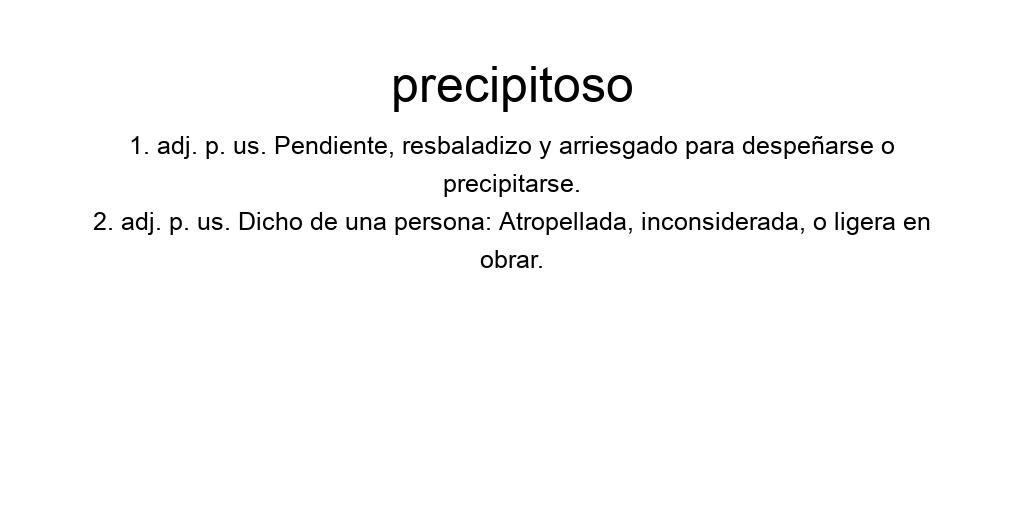 precipitoso
1. adj. p. us. Pendiente, resbaladizo y arriesgado para despeñarse o
precipitarse.
2. adj. p. us. Dicho de una persona: Atropellada, inconsiderada, o ligera en
obrar.